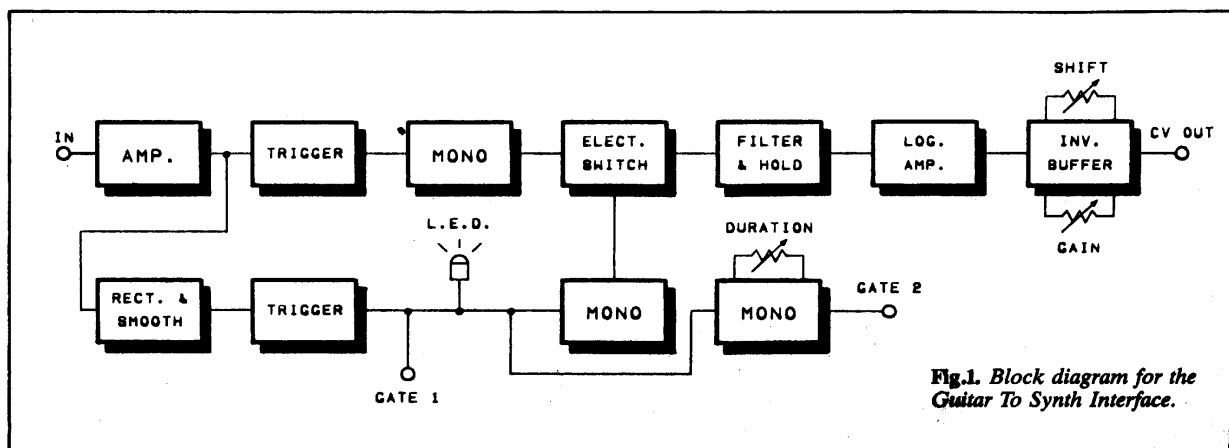 SHIFT
IN
CV OUT
AMP.
TRIGGER
MONO
ELECT.
SWITCH
FILTER
& HOLD
LOG.
AMP.
INV.
BUFFER
L.E.D.
DURATION
GAIN
RECT. &
SMOOTH
TRIGGER
MONO
MONO
GATE 2
GATE 1
Fig.1. Block diagram for the
Guitar To Synth Interface.